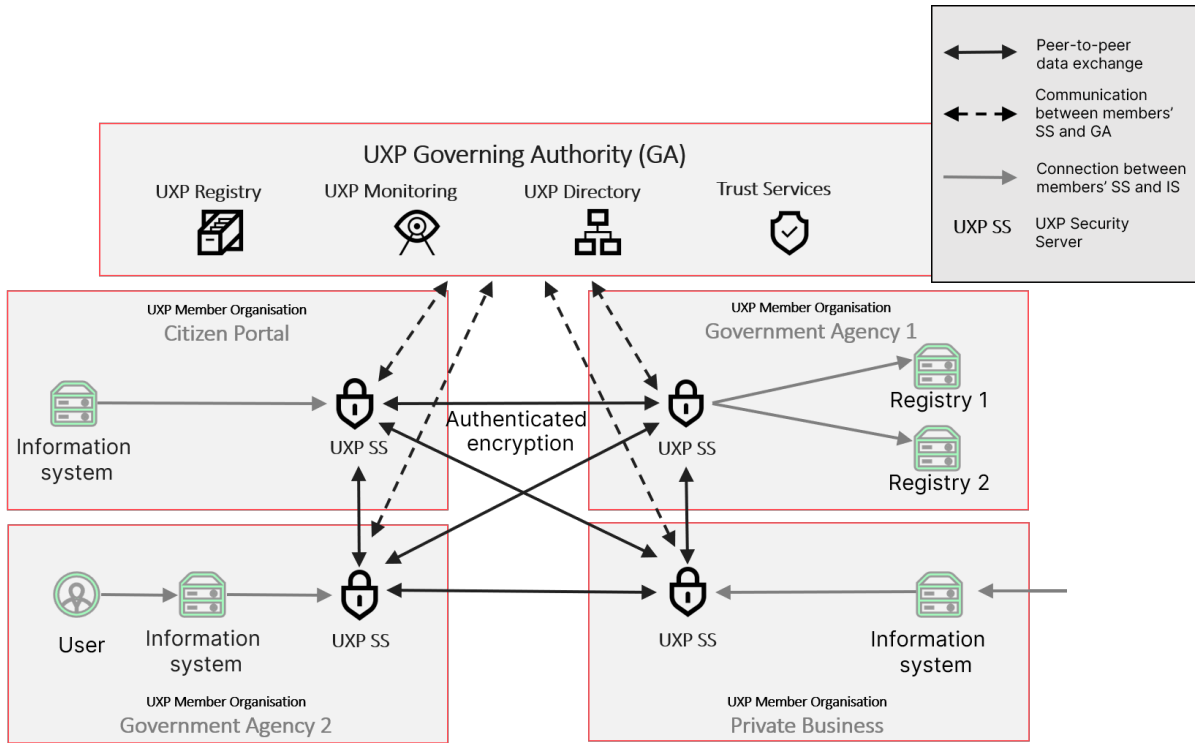 Peer-to-peer
data exchange
Communication
between members'
SS and GA
Connection between
members' SS and IS
UXP SS
UXP Security
Server
UXP Governing Authority (GA)
UXP Registry
UXP Monitoring
UXP Directory
Trust Services
UXP Member Organisation
Citizen Portal
UXP Member Organisation
Government Agency 1
Information
system
UXP SS
Authenticated
encryption
UXP SS
Registry 1
Registry 2
User
Information
system
UXP SS
UXP SS
Information
system
UXP Member Organisation
Government Agency 2
UXP Member Organisation
Private Business